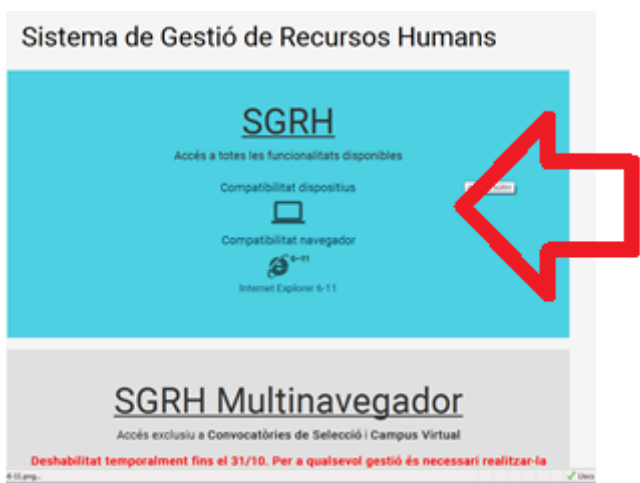 Sistema de Gestió de Recursos Humans
SGRH
Accés a totes les funcionalitats disponibles
Compatibilitat dispositius
Compatibilitat navegador
6-11
Internet Explorer 6-11
SGRH Multinavegador
Accés exclusiu a Convocatòries de Selecció i Campus Virtual
Deshabilitat temporalment fins el 31/10. Per a qualsevol gestió és necessari realitzar-la